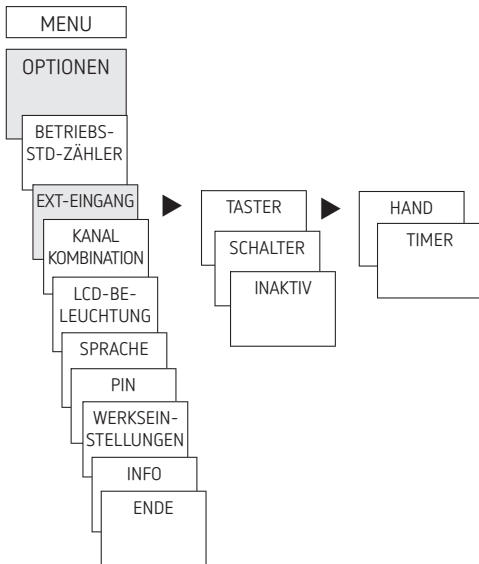 MENU
OPTIONEN
BETRIEBS-
STD-ZÄHLER
EXT-EINGANG
TASTER
HAND
KANAL
KOMBINATION
SCHALTER
TIMER
INAKTIV
LCD-BE-
LEUCHTUNG
SPRACHE
PIN
WERKSEIN-
STELLUNGEN
INFO
ENDE